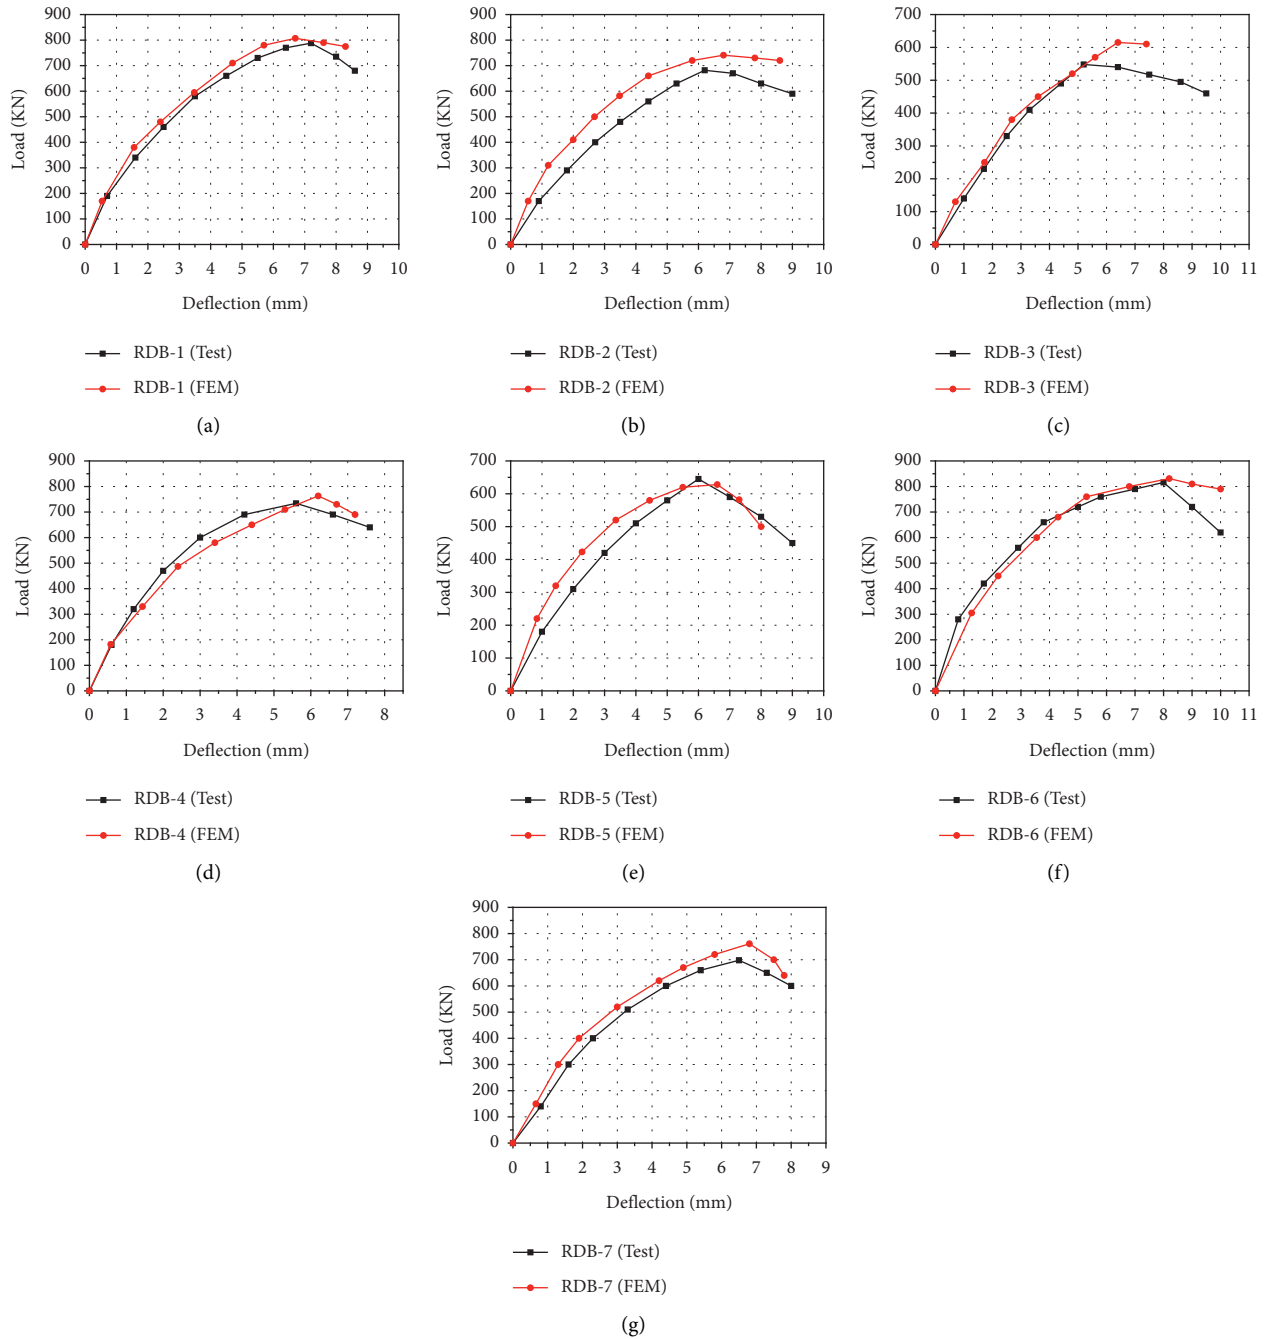 900
800
700
600
500
400
300
200
100
0
Load (KN)
0 1 2 3 4 5 6 7 8 9 10
Deflection (mm)
RDB-1 (Test)
RDB-1 (FEM)
(a)
900
800
700
600
500
400
300
200
100
0
Load (KN)
0 1 2 3 4 5 6 7 8 9 10
Deflection (mm)
RDB-2 (Test)
RDB-2 (FEM)
(b)
700
600
500
400
300
200
100
0
Load (KN)
0 1 2 3 4 5 6 7 8 9 10 11
Deflection (mm)
RDB-3 (Test)
RDB-3 (FEM)
(c)
900
800
700
600
500
400
300
200
100
0
Load (KN)
0 1 2 3 4 5 6 7 8
Deflection (mm)
RDB-4 (Test)
RDB-4 (FEM)
(d)
700
600
500
400
300
200
100
0
Load (KN)
0 1 2 3 4 5 6 7 8 9 10
Deflection (mm)
RDB-5 (Test)
RDB-5 (FEM)
(e)
900
800
700
600
500
400
300
200
100
0
Load (KN)
0 1 2 3 4 5 6 7 8 9 10 11
Deflection (mm)
RDB-6 (Test)
RDB-6 (FEM)
(f)
900
800
700
600
500
400
300
200
100
0
Load (KN)
0 1 2 3 4 5 6 7 8 9
Deflection (mm)
RDB-7 (Test)
RDB-7 (FEM)
(g)